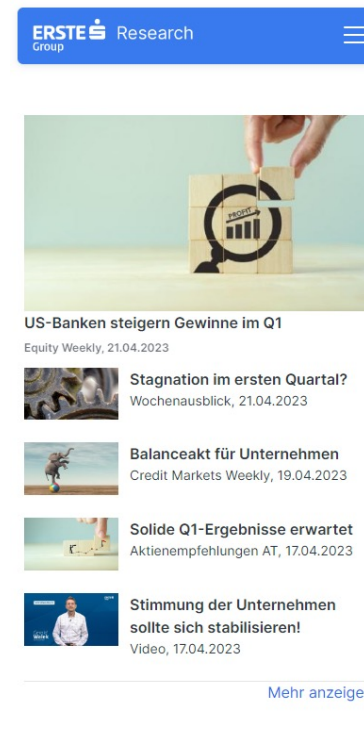 ERSTE Research
Group
PROFIT
US-Banken steigern Gewinne im Q1
Equity Weekly, 21.04.2023
Stagnation im ersten Quartal?
Wochenausblick, 21.04.2023
Balanceakt für Unternehmen
Credit Markets Weekly, 19.04.2023
Solide Q1-Ergebnisse erwartet
Aktienempfehlungen AT, 17.04.2023
Stimmung der Unternehmen
sollte sich stabilisieren!
Video, 17.04.2023
Mehr anzeige